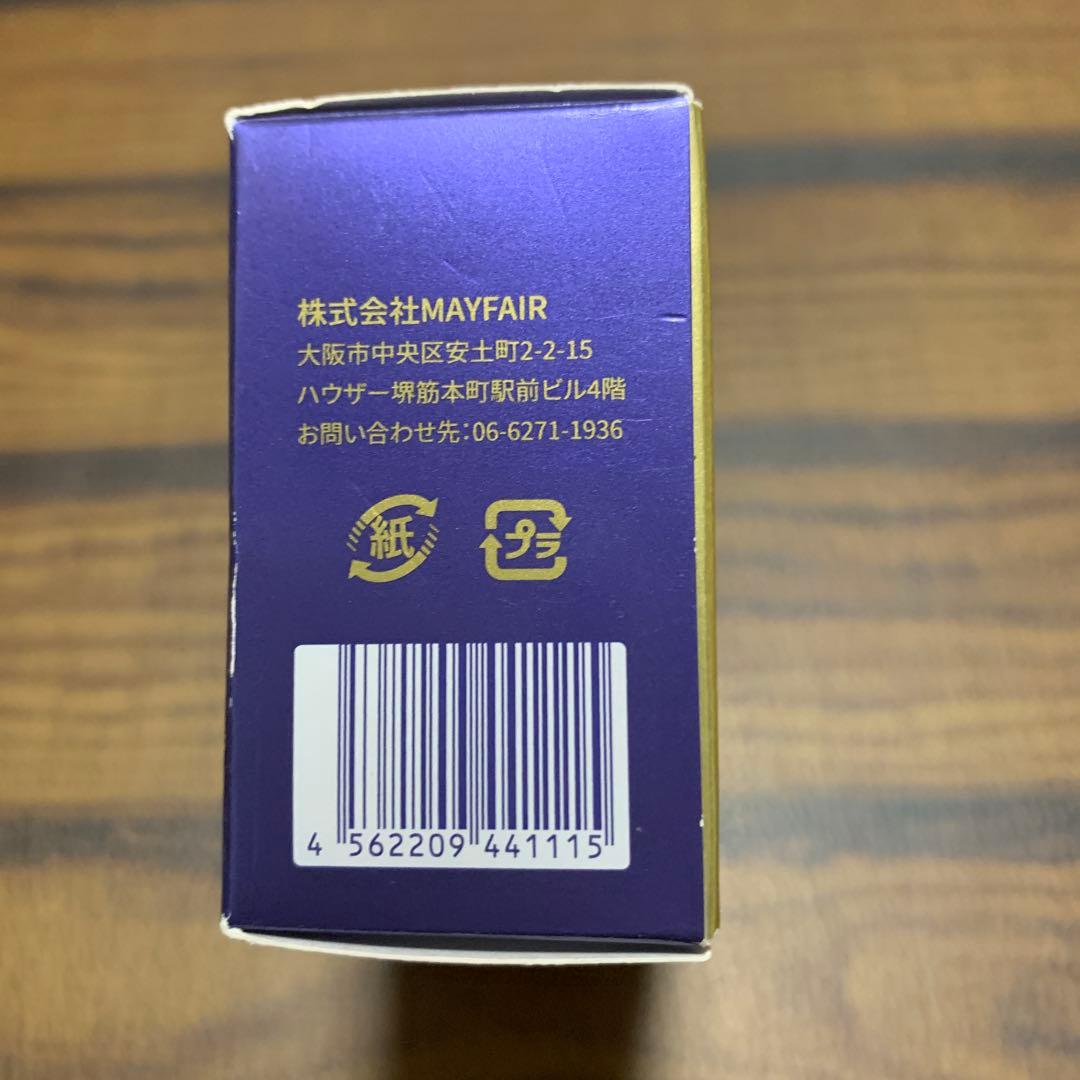 株式会社MAYFAIR
大阪市中央区安土町2-2-15
ハウザー堺筋本町駅前ビル4階
お問い合わせ先:06-6271-1936
紙 プラ
4 562209 441115